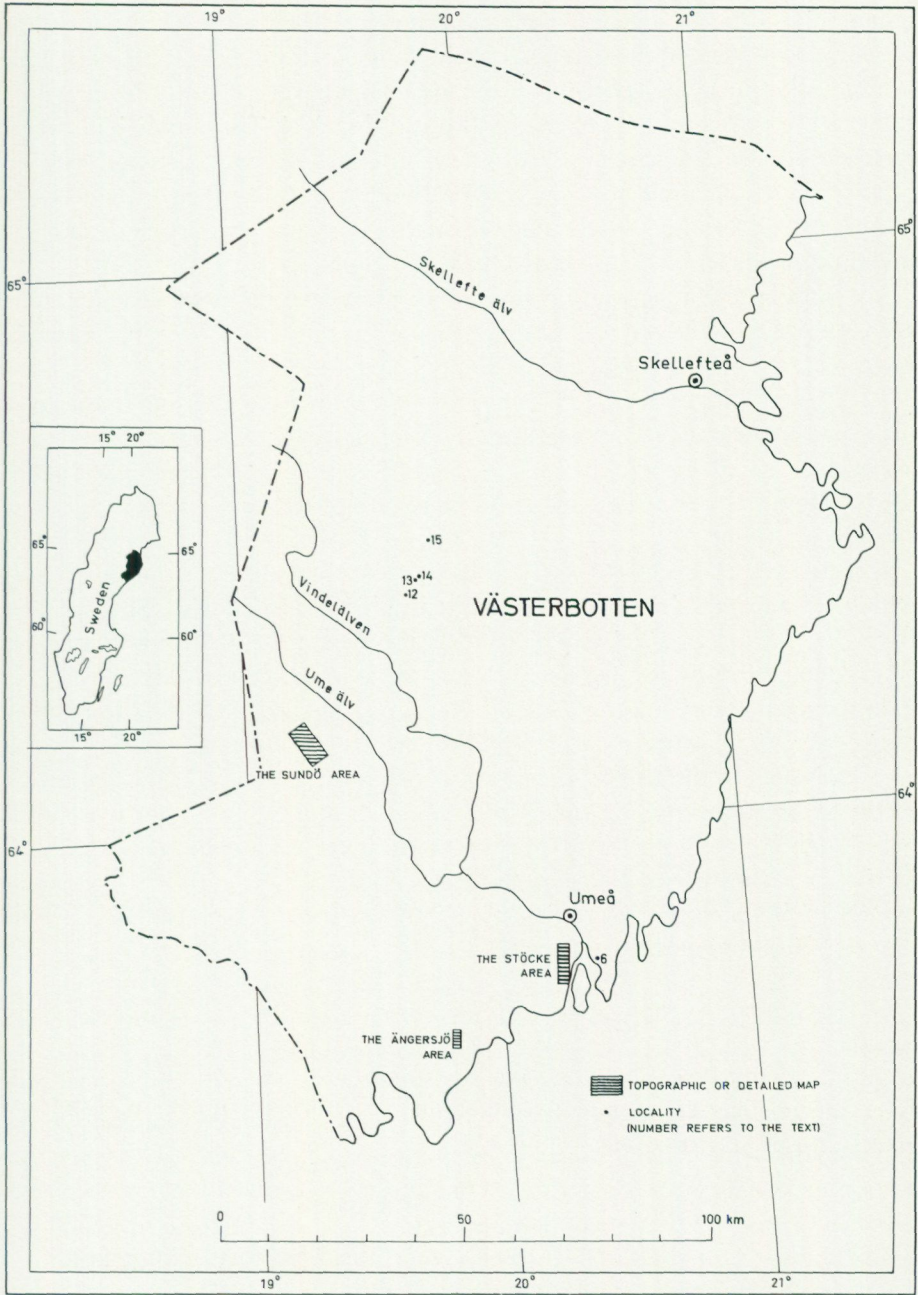 19° 20° 21°
65°
65°
Skellefte älv
Skellefteå
15° 20°
65° 65°
60° 60°
Sweden
15° 20°
15
13 14
12
VÄSTERBOTTEN
Vindelälven
Ume älv
THE SUNDÖ AREA
64°
64°
Umeå
THE STÖCKE
AREA
6
THE ÄNGERSJÖ
AREA
TOPOGRAPHIC OR DETAILED MAP
LOCALITY
(NUMBER REFERS TO THE TEXT)
0 50 100 km
19° 20° 21°